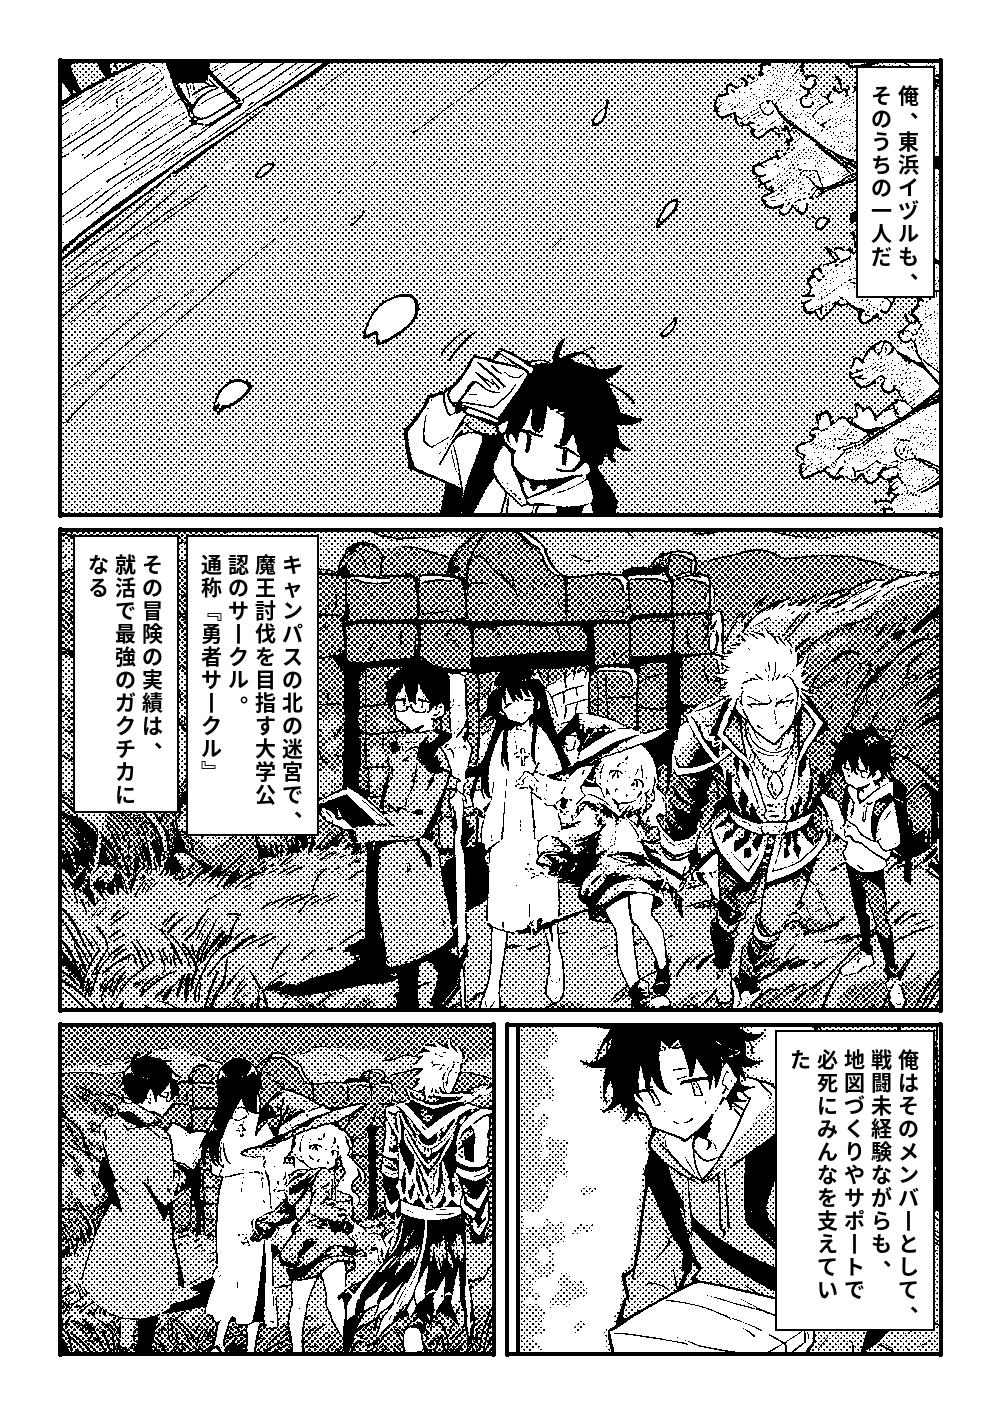 俺、東浜イヅルも、
そのうちの一人だ
キャンパスの北の迷宮で、
魔王討伐を目指す大学公
認のサークル。
通称『勇者サークル』
その冒険の実績は、
就活で最強のガクチカに
なる
俺はそのメンバーとして、
戦闘未経験ながらも、
地図づくりやサポートで
必死にみんなを支えてい
た